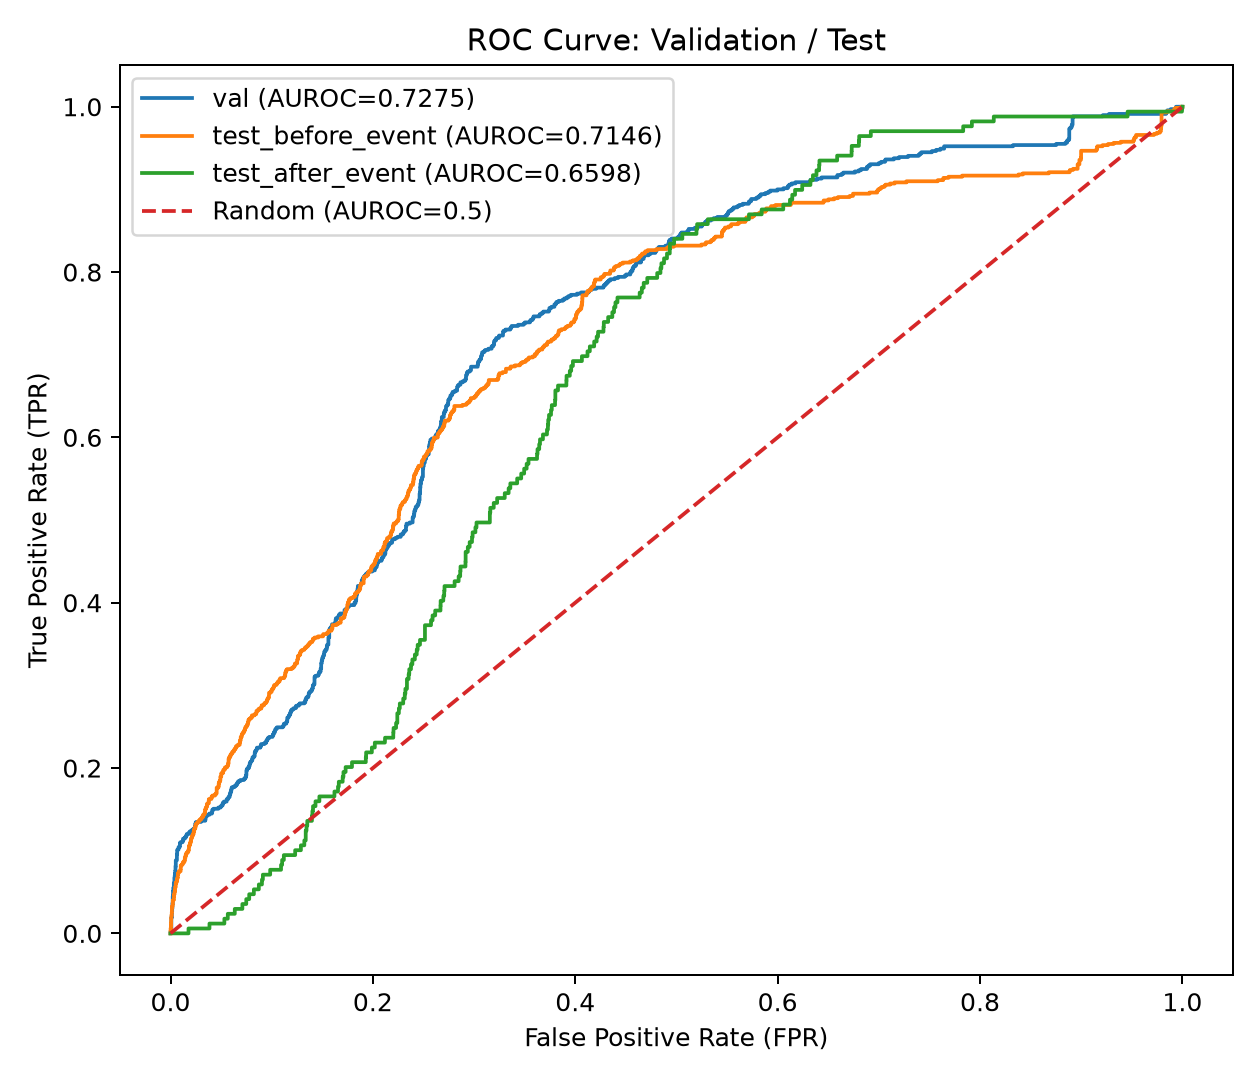 ROC Curve: Validation / Test
val (AUROC=0.7275)
test_before_event (AUROC=0.7146)
test_after_event (AUROC=0.6598)
Random (AUROC=0.5)
True Positive Rate (TPR)
1.0
0.8
0.6
0.4
0.2
0.0
0.0 0.2 0.4 0.6 0.8 1.0
False Positive Rate (FPR)